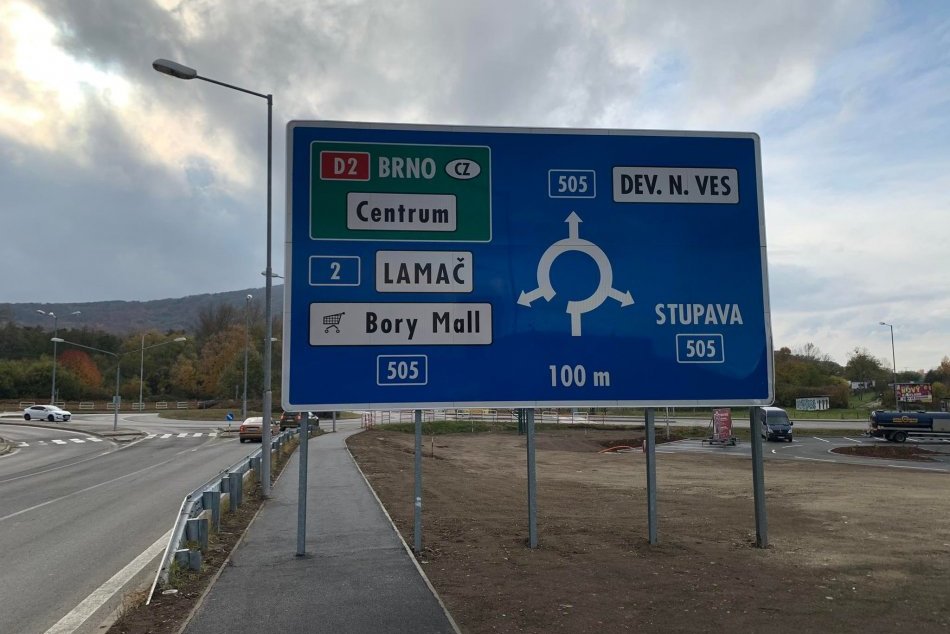 D2 BRNO CZ
Centrum
2 LAMAČ
Bory Mall
505
505
DEV. N. VES
STUPAVA
505
100 m